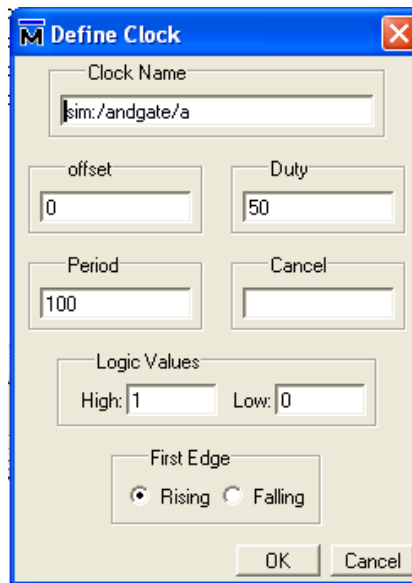 M Define Clock
Clock Name
sim:/andgate/a
offset Duty
0 50
Period Cancel
100
Logic Values
High: 1 Low: 0
First Edge
Rising Falling
OK Cancel